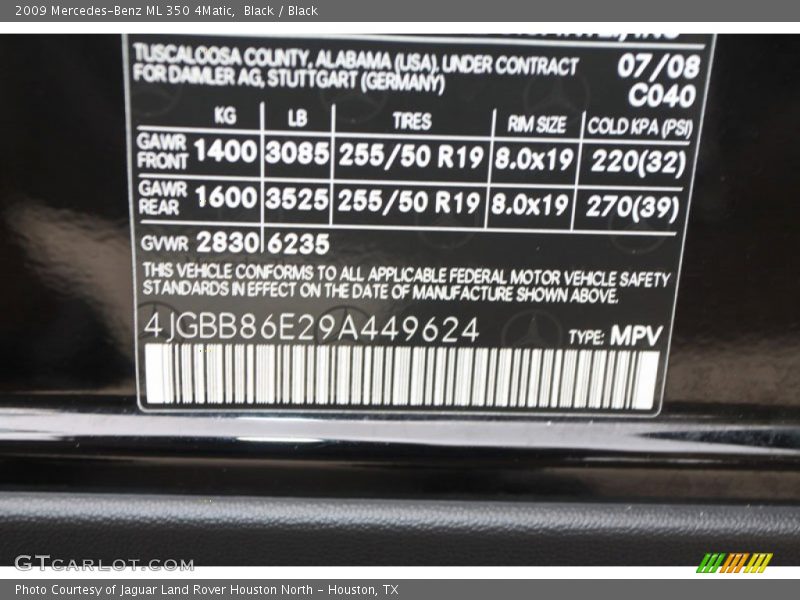 2009 Mercedes-Benz ML 350 4Matic, Black / Black
TUSCALOOSA COUNTY, ALABAMA (USA), UNDER CONTRACT 07/08
FOR DAIMLER AG, STUTTGART (GERMANY) C040
KG LB TIRES RIM SIZE COLD KPA (PSI)
GAWR FRONT 1400 3085 255/50 R19 8.0x19 220(32)
GAWR REAR 1600 3525 255/50 R19 8.0x19 270(39)
GVWR 2830 6235
THIS VEHICLE CONFORMS TO ALL APPLICABLE FEDERAL MOTOR VEHICLE SAFETY
STANDARDS IN EFFECT ON THE DATE OF MANUFACTURE SHOWN ABOVE.
4JGBB86E29A449624 TYPE: MPV
GTCARLOT.COM
Photo Courtesy of Jaguar Land Rover Houston North - Houston, TX